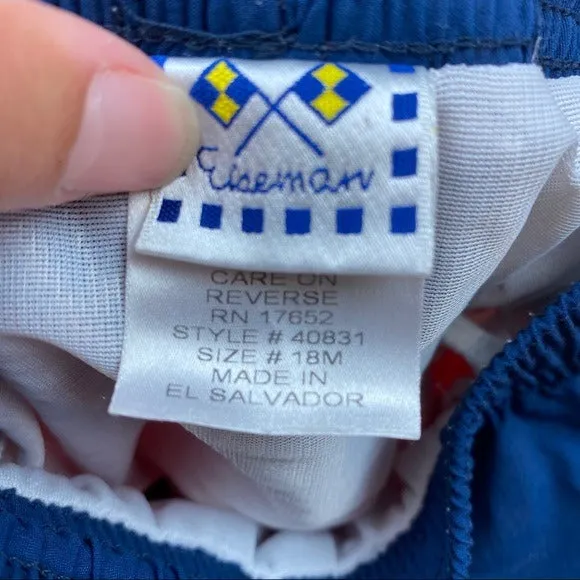 Eiseman
CARE ON
REVERSE
RN 17652
STYLE # 40831
SIZE # 18M
MADE IN
EL SALVADOR